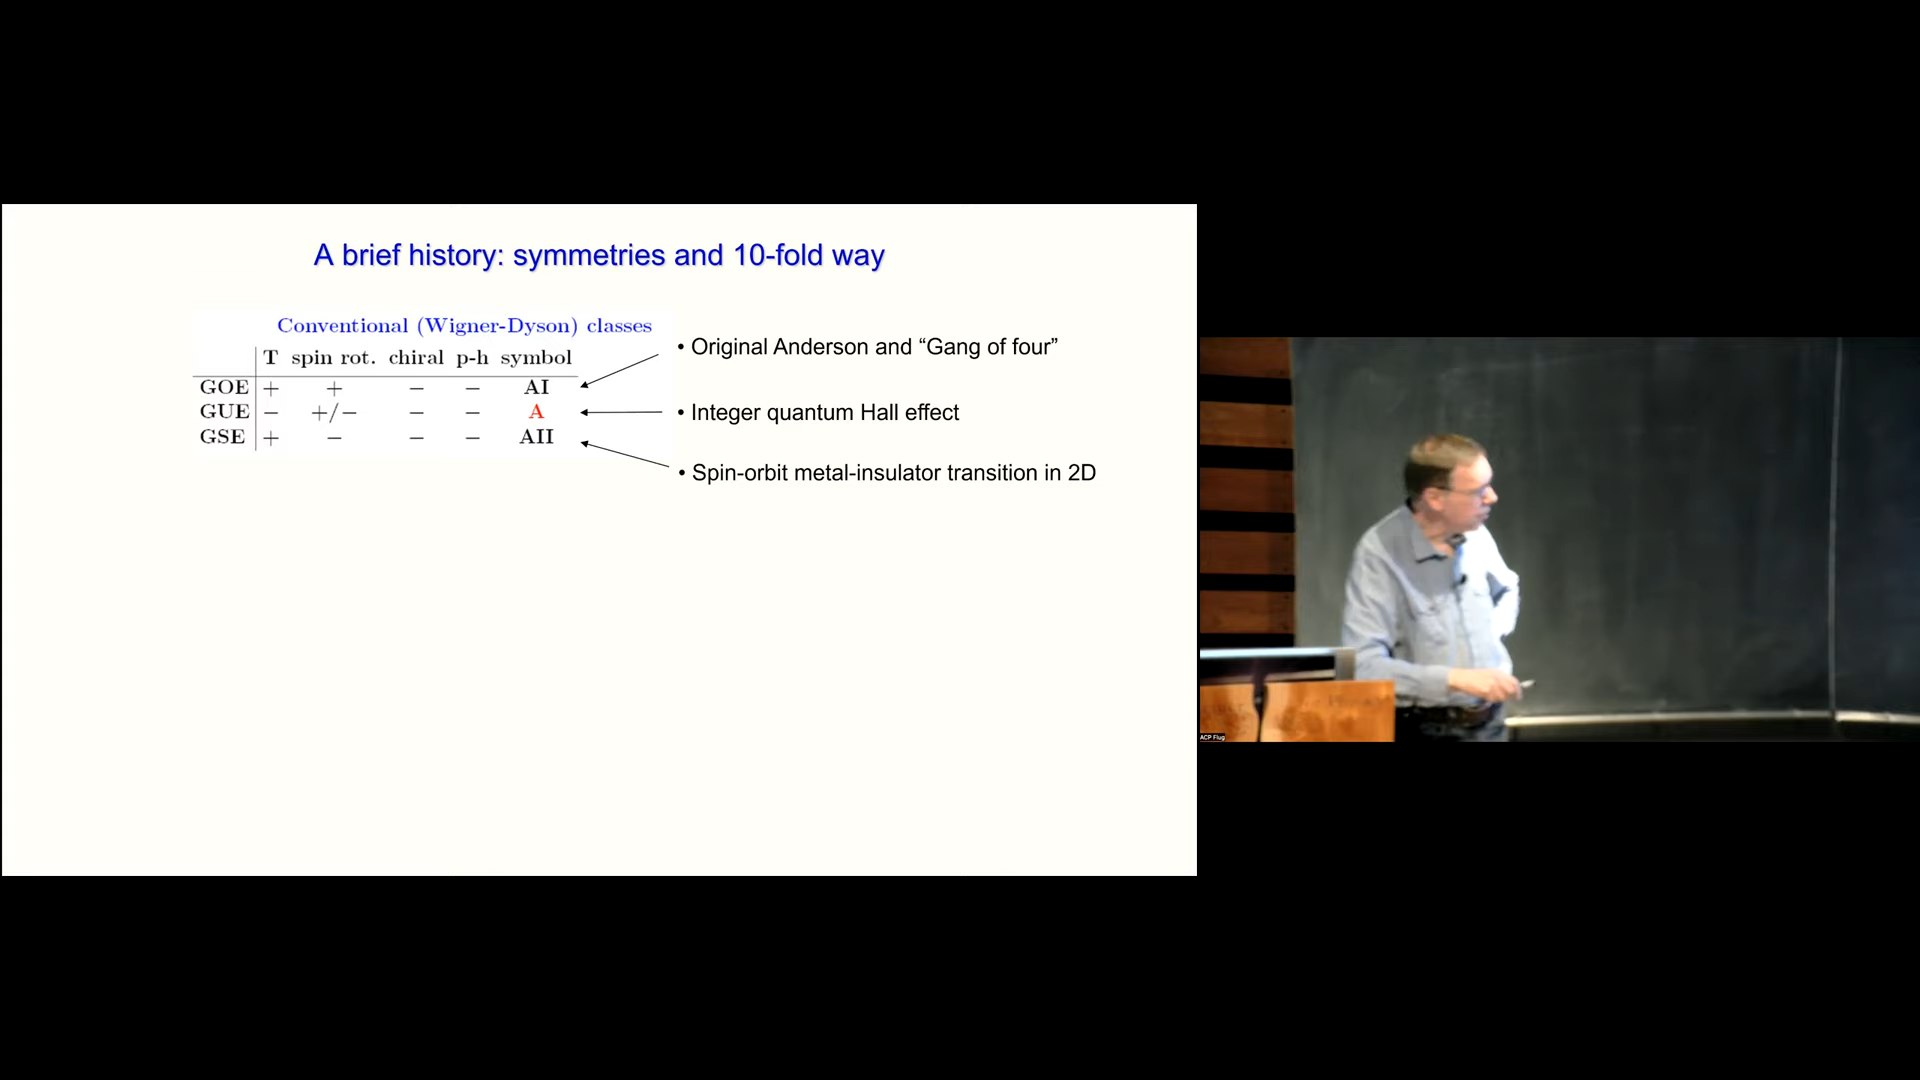 A brief history: symmetries and 10-fold way
Conventional (Wigner-Dyson) classes
T spin rot. chiral p-h symbol
GOE + + − − AI
GUE − +/− − − A
GSE + − − − AII
• Original Anderson and “Gang of four”
• Integer quantum Hall effect
• Spin-orbit metal-insulator transition in 2D
ACP Flug